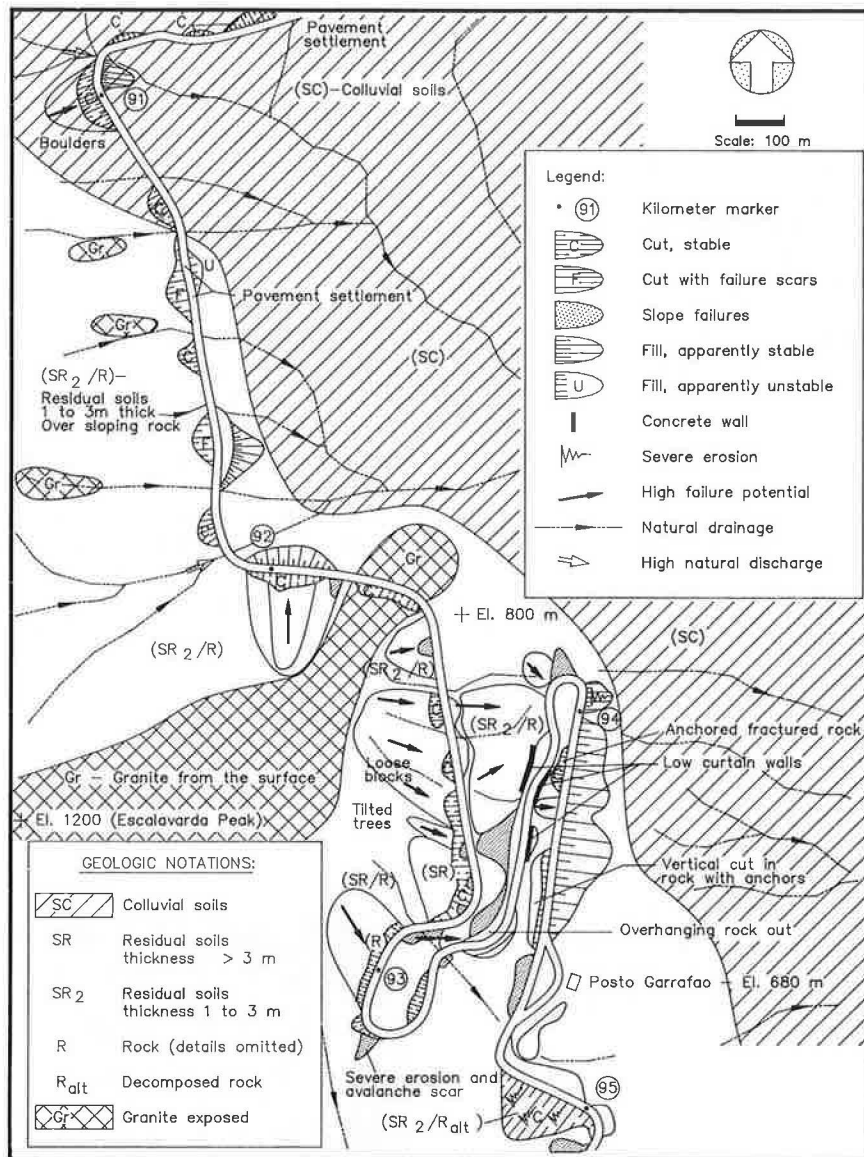 C
C
Pavement
settlement
91
(SC)-Colluvial soils
Boulders
Scale: 100 m
Legend:
91 Kilometer marker
C Cut, stable
F Cut with failure scars
Slope failures
Fill, apparently stable
U Fill, apparently unstable
Concrete wall
Severe erosion
High failure potential
Natural drainage
High natural discharge
C
Gr
U
F
Pavement settlement
Gr
C
(SC)
(SR2/R)-
Residual soils
1 to 3m thick
Over sloping rock
F
Gr
C
92
Gr
C
El. 800 m
(SC)
(SR2/R)
(SR2/R)
C
(SR2/R)
94
Anchored fractured rock
Low curtain walls
Gr - Granite from the surface
Loose
blocks
El. 1200 (Escalavarda Peak)
Tilted
trees
Vertical cut in
rock with anchors
(SR/R)
(SR)
(R)
Overhanging rock out
93
Posto Garrafao - El. 680 m
Severe erosion and
avalanche scar
95
C
(SR2/Ralt)
GEOLOGIC NOTATIONS:
SC Colluvial soils
SR Residual soils
thickness > 3 m
SR2 Residual soils
thickness 1 to 3 m
R Rock (details omitted)
Ralt Decomposed rock
Gr Granite exposed